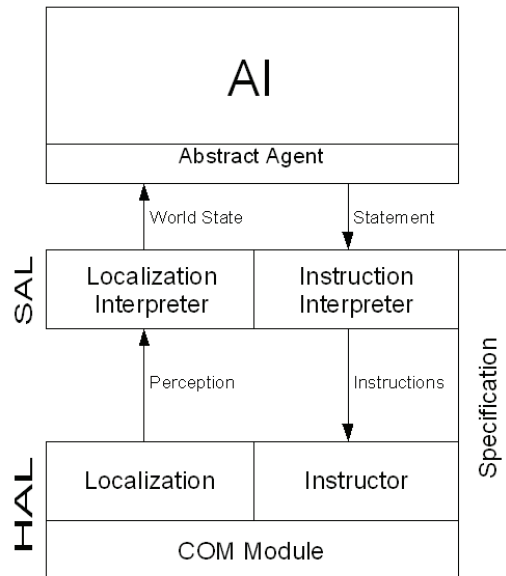 AI
Abstract Agent
World State
Statement
SAL
Localization
Interpreter
Instruction
Interpreter
Specification
Perception
Instructions
HAL
Localization
Instructor
COM Module